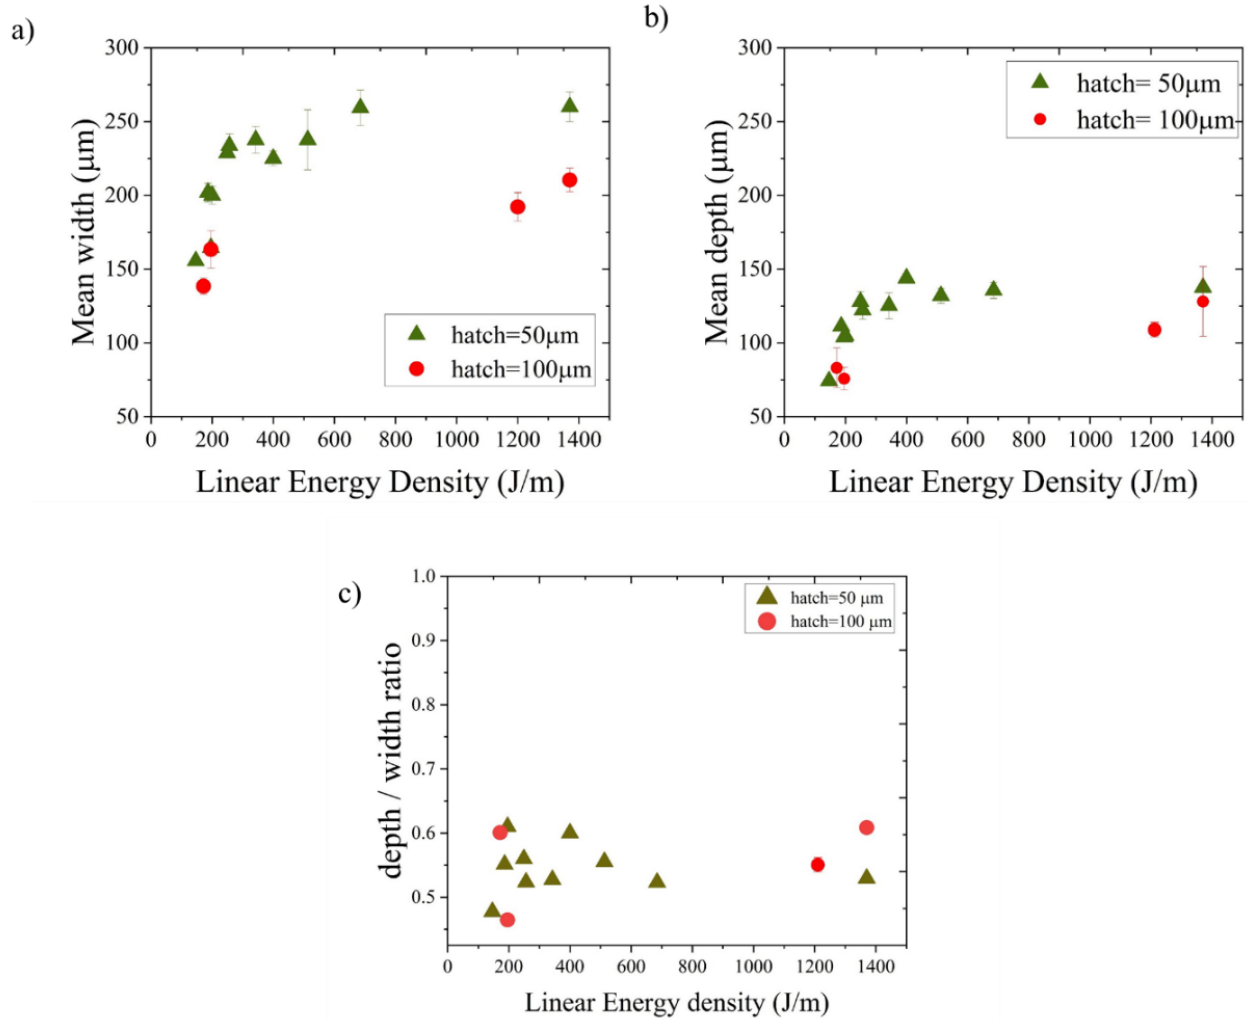 a)
300
250
200
150
100
50
Mean width (μm)
hatch=50μm
hatch=100μm
0 200 400 600 800 1000 1200 1400
Linear Energy Density (J/m)
b)
300
250
200
150
100
50
Mean depth (μm)
hatch= 50μm
hatch= 100μm
0 200 400 600 800 1000 1200 1400
Linear Energy Density (J/m)
c)
1.0
0.9
0.8
0.7
0.6
0.5
depth / width ratio
hatch=50 μm
hatch=100 μm
0 200 400 600 800 1000 1200 1400
Linear Energy density (J/m)